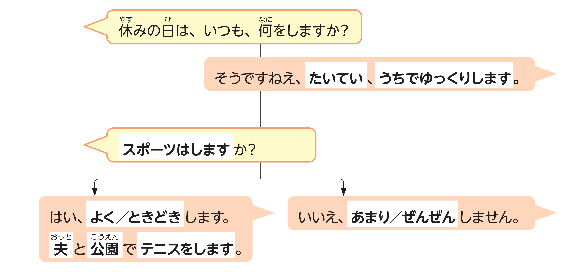 休みの日は、いつも、何をしますか?
そうですねえ、たいてい、うちでゆっくりします。
スポーツはしますか?
はい、よく/ときどきします。
夫と公園でテニスをします。
いいえ、あまり/ぜんぜんしません。